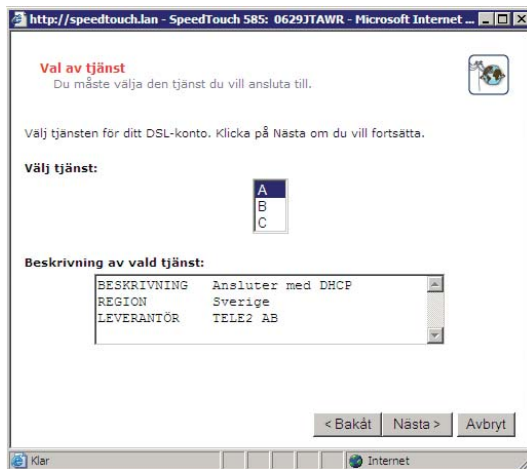 http://speedtouch.lan - SpeedTouch 585: 0629JTAWR - Microsoft Internet ...
Val av tjänst
Du måste välja den tjänst du vill ansluta till.
Välj tjänsten för ditt DSL-konto. Klicka på Nästa om du vill fortsätta.
Välj tjänst:
A
B
C
Beskrivning av vald tjänst:
BESKRIVNING Ansluter med DHCP
REGION Sverige
LEVERANTÖR TELE2 AB
< Bakåt Nästa > Avbryt
Klar Internet